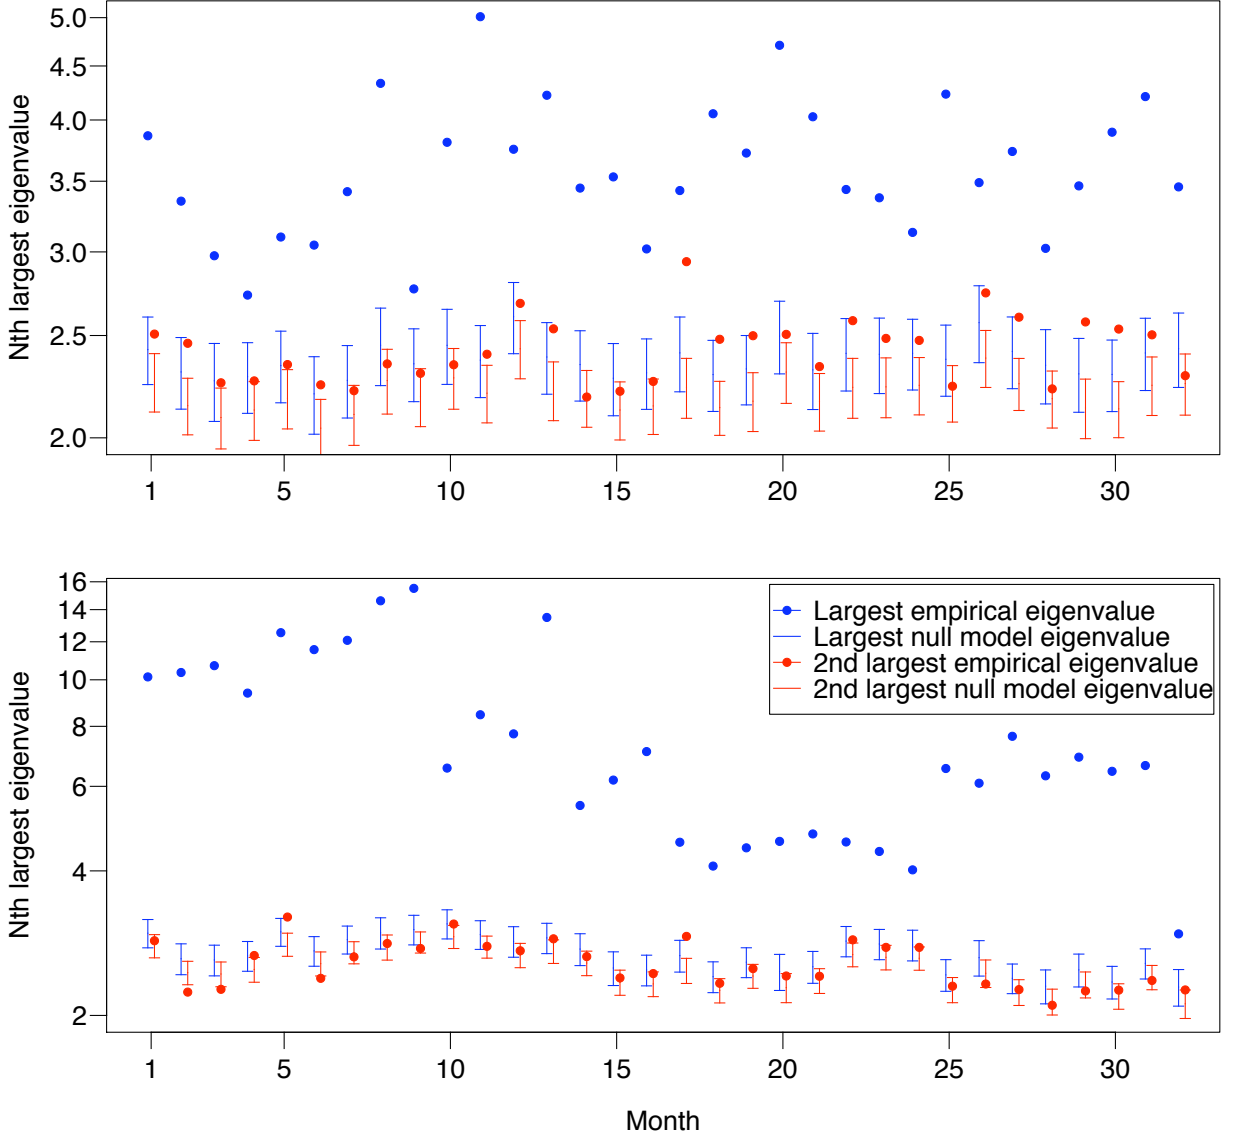 Nth largest eigenvalue
5.0
4.5
4.0
3.5
3.0
2.5
2.0
1 5 10 15 20 25 30
Nth largest eigenvalue
16
14
12
10
8
6
4
2
Largest empirical eigenvalue
Largest null model eigenvalue
2nd largest empirical eigenvalue
2nd largest null model eigenvalue
1 5 10 15 20 25 30
Month